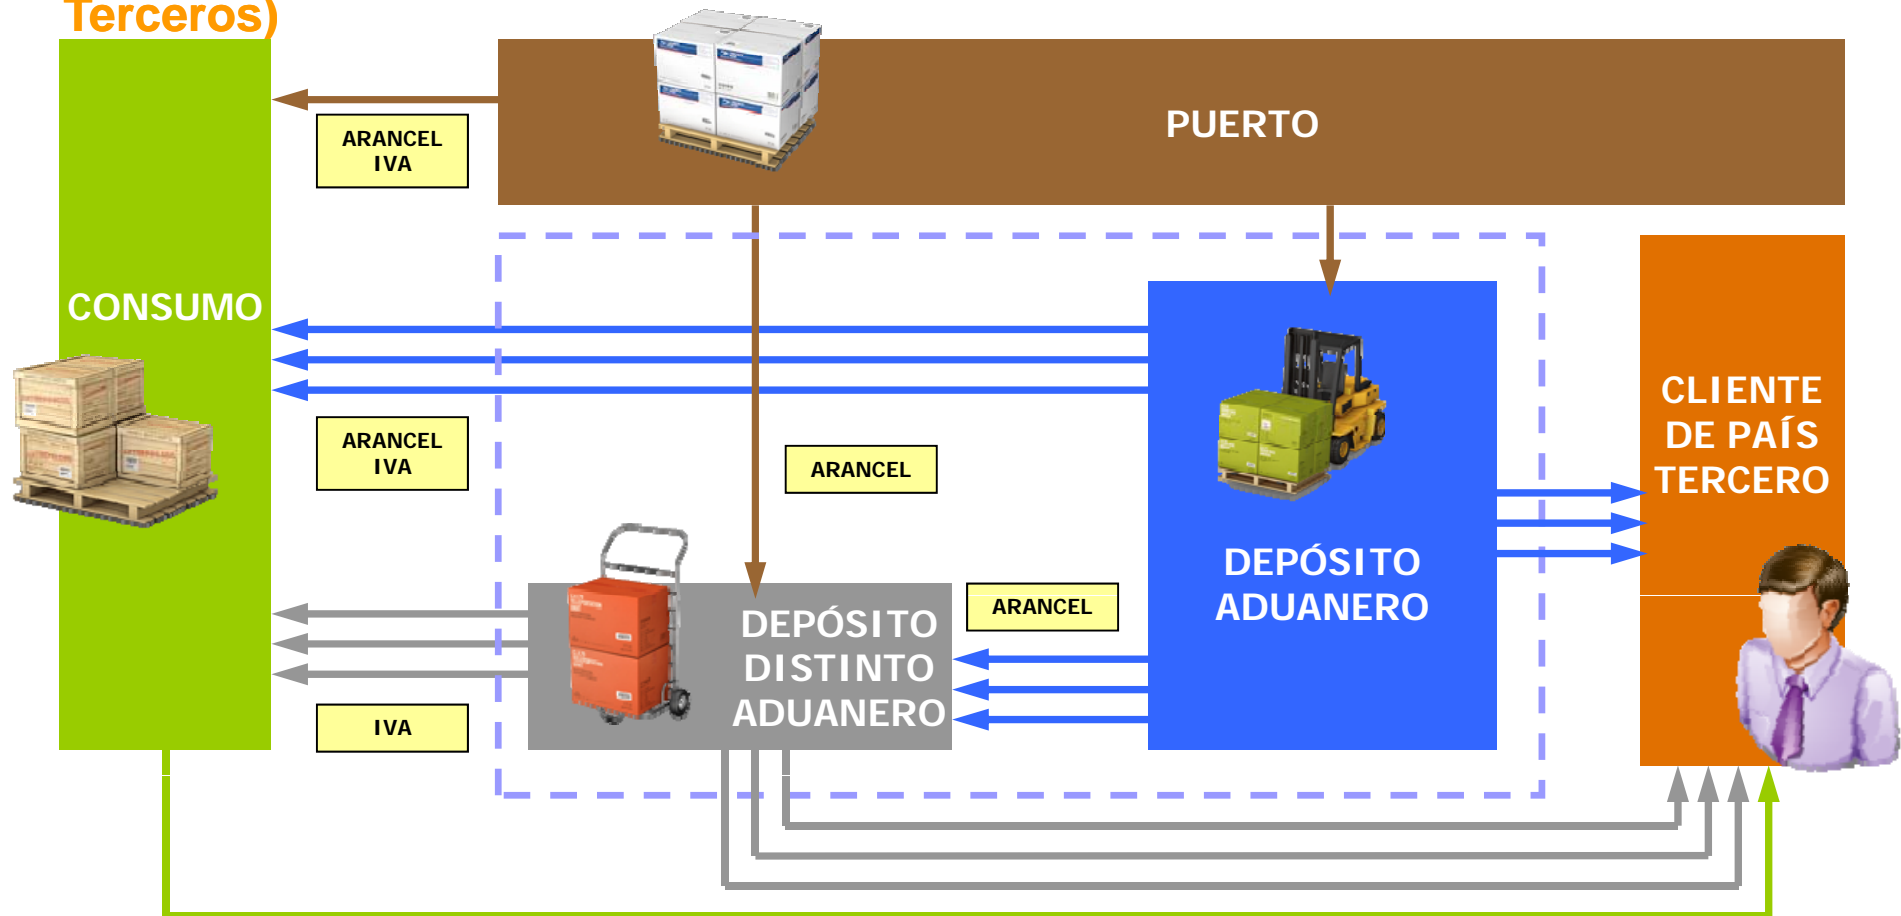 Terceros)
PUERTO
ARANCEL
IVA
CONSUMO
CLIENTE
DE PAÍS
TERCERO
ARANCEL
IVA
ARANCEL
DEPÓSITO
ADUANERO
ARANCEL
DEPÓSITO
DISTINTO
ADUANERO
IVA